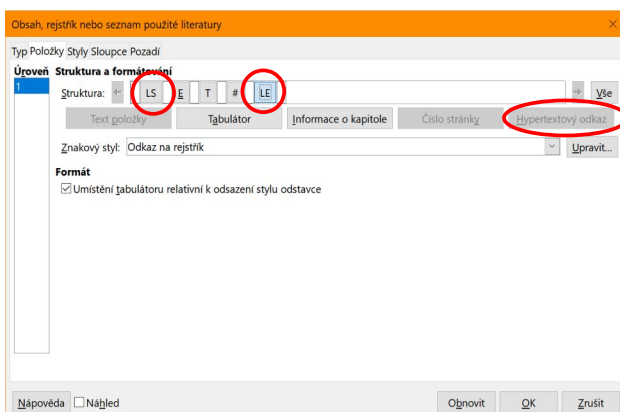 Obsah, rejstřík nebo seznam použité literatury
Typ Položky Styly Sloupce Pozadí
Úroveň Struktura a formátování
1 Struktura: LS E T # LE Vše
Text položky Tabulátor Informace o kapitole Číslo stránky Hypertextový odkaz
Znakový styl: Odkaz na rejstřík Upravit...
Formát
Umístění tabulátoru relativní k odsazení stylu odstavce
Nápověda Náhled Obnovit OK Zrušit